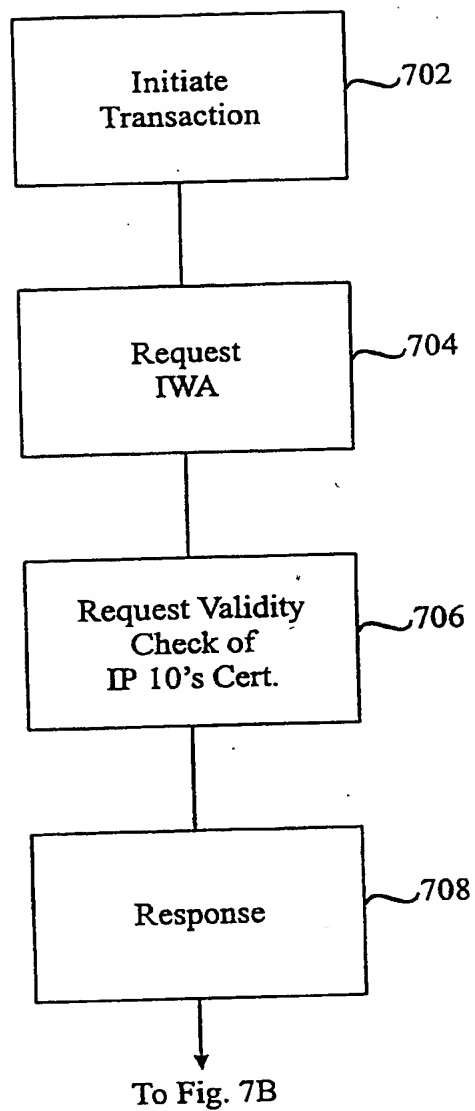 Initiate
Transaction
702
Request
IWA
704
Request Validity
Check of
IP 10's Cert.
706
Response
708
To Fig. 7B